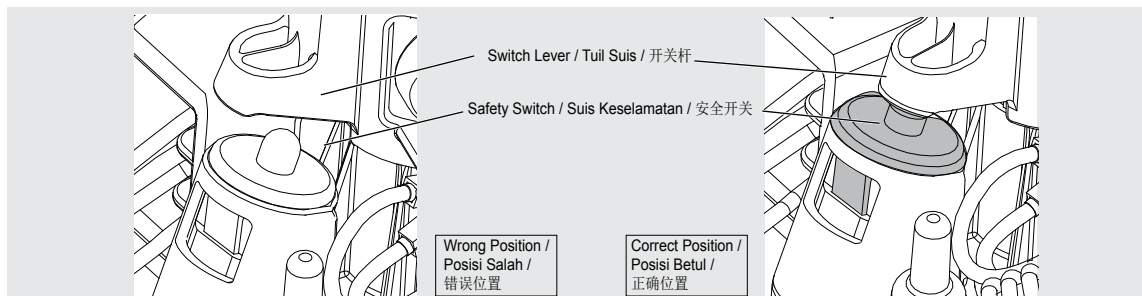 Switch Lever / Tuil Suis / 开关杆
Safety Switch / Suis Keselamatan / 安全开关
Wrong Position /
Posisi Salah /
错误位置
Correct Position /
Posisi Betul /
正确位置